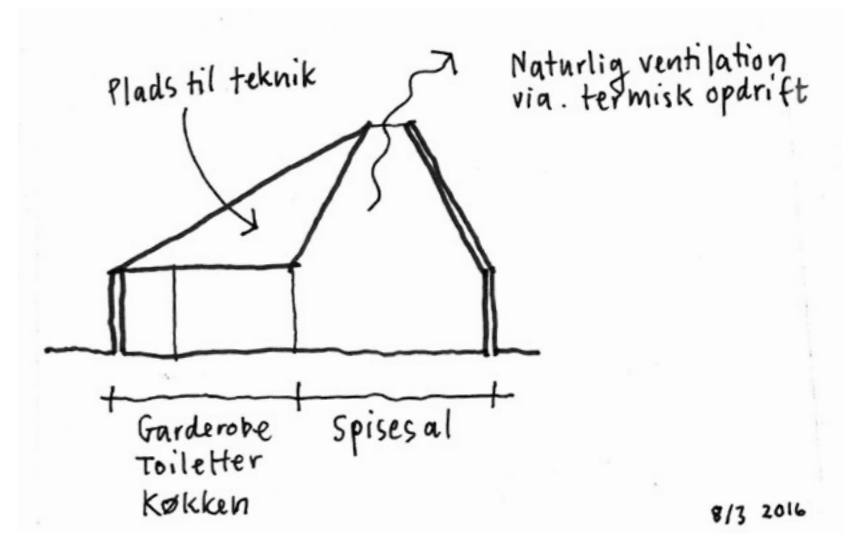 Plads til teknik
Naturlig ventilation
via. termisk opdrift
Garderobe
Toiletter
Køkken
Spisesal
8/3 2016